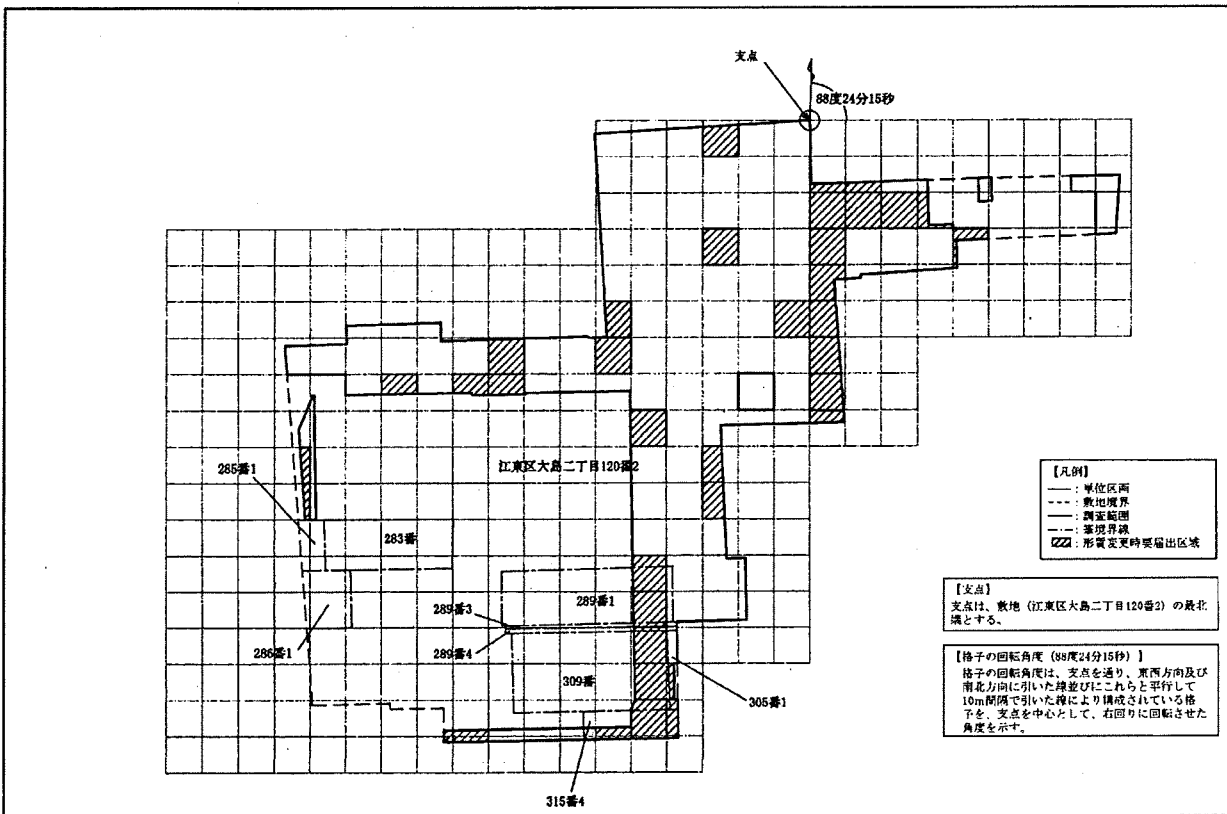 支点
88度24分15秒
江東区大島二丁目120番2
285番1
283番
289番3
289番1
289番4
286番1
309番
305番1
315番4
【凡例】
：単位区画
：敷地境界
：調査範囲
：筆境界線
：形質変更時要届出区域
【支点】
支点は、敷地（江東区大島二丁目120番2）の最北
端とする。
【格子の回転角度（88度24分15秒）】
格子の回転角度は、支点を通り、東西方向及び
南北方向に引いた線並びにこれらと平行して
10m間隔で引いた線により構成されている格
子を、支点を中心として、右回りに回転させた
角度を示す。